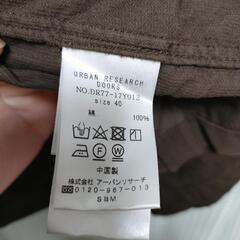 URBAN RESEARCH
DOORS
NO.DR77-17Y012
size 40
綿 100%
中国製
株式会社アーバンリサーチ
0120-967-013
SBM